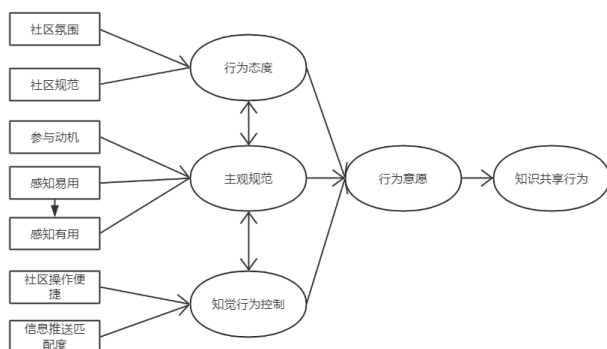 社区氛围
行为态度
社区规范
参与动机
感知易用
主观规范
行为意愿
知识共享行为
感知有用
社区操作便
捷
知觉行为控制
信息推送匹
配度